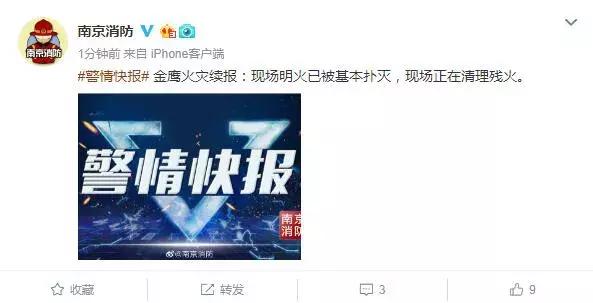 南京消防
南京消防
1分钟前 来自 iPhone客户端
#警情快报# 金鹰火灾续报：现场明火已被基本扑灭，现场正在清理残火。
警情快报
南京
消防
@南京消防
收藏
转发
3
9